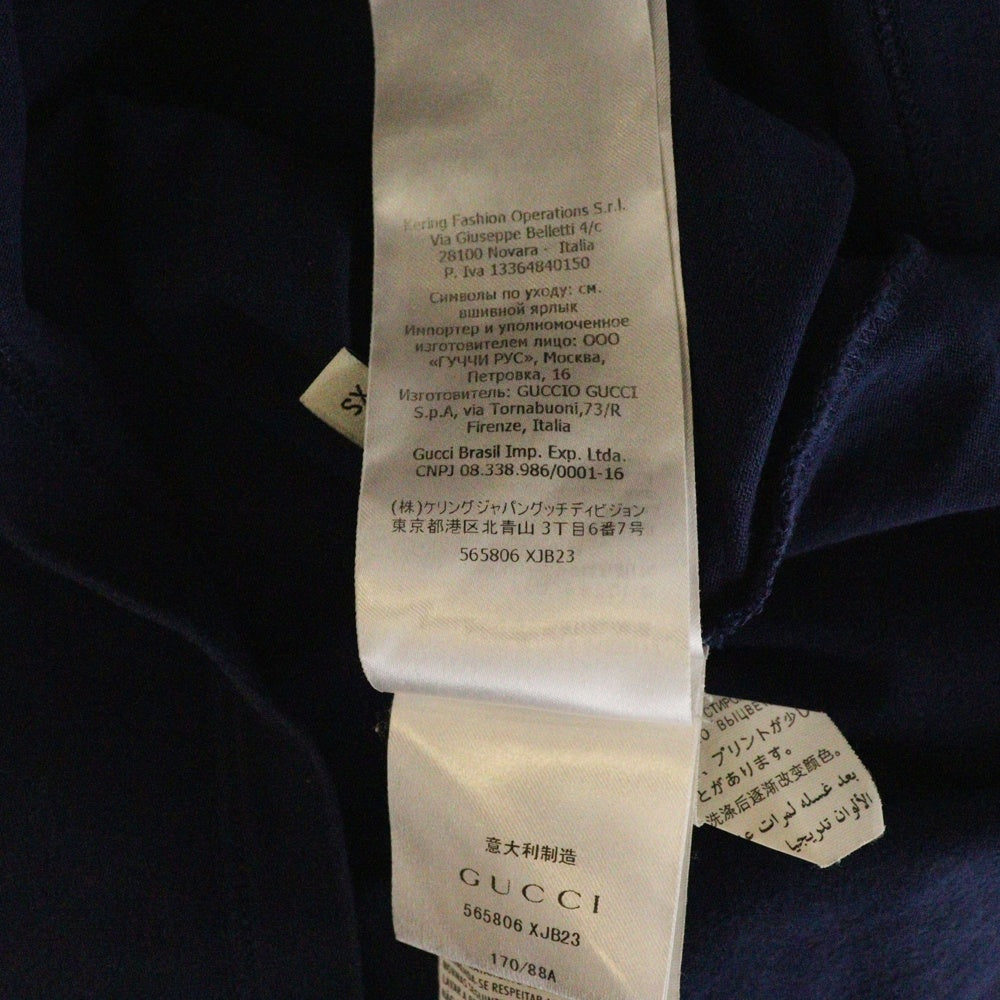 Kering Fashion Operations S.r.l.
Via Giuseppe Belletti 4/c
28100 Novara - Italia
P. Iva 13364840150
Символы по уходу: см.
вшивной ярлык
Импортер и уполномоченное
изготовителем лицо: ООО
«ГУЧЧИ РУС», Москва,
Петровка, 16
Изготовитель: GUCCIO GUCCI
S.p.A, via Tornabuoni,73/R
Firenze, Italia
Gucci Brasil Imp. Exp. Ltda.
CNPJ 08.338.986/0001-16
(株)ケリングジャパングッチディビジョン
東京都港区北青山 3丁目6番7号
565806 XJB23
XS
プリントが少し
とがあります。
洗涤后逐渐改变颜色。
بعد غسله لمرات
الألوان تدريجيا
意大利制造
GUCCI
565806 XJB23
170/88A
RESPEITAR